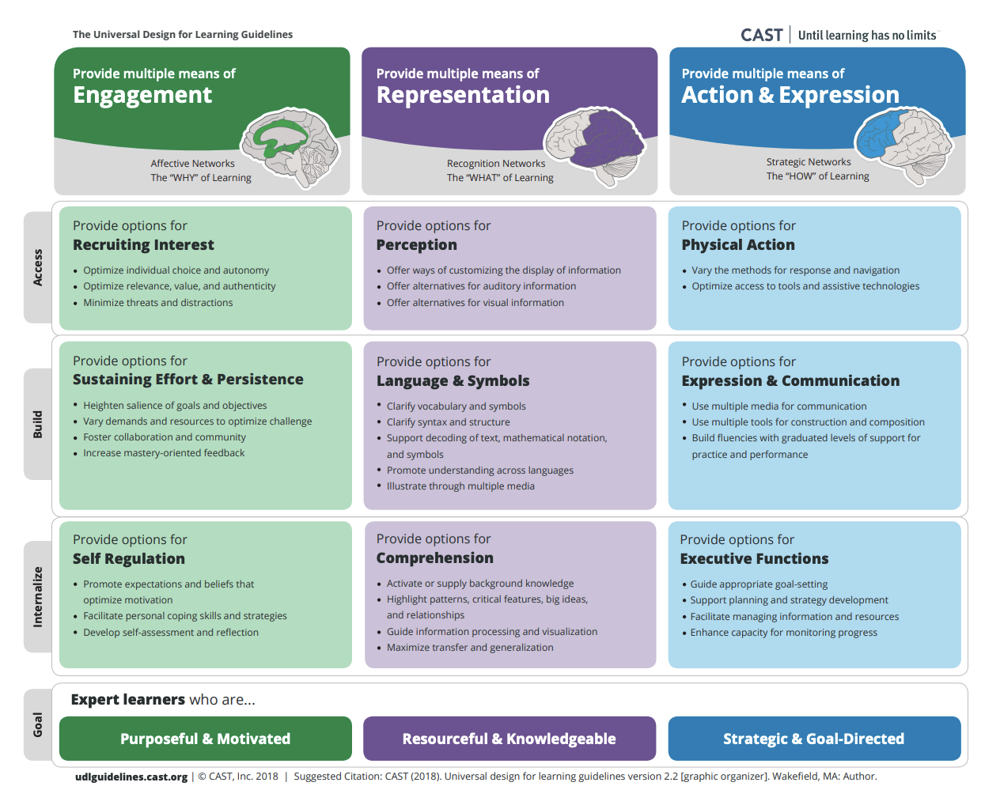 The Universal Design for Learning Guidelines
CAST | Until learning has no limits™
Provide multiple means of
Engagement
Affective Networks
The “WHY” of Learning
Provide multiple means of
Representation
Recognition Networks
The “WHAT” of Learning
Provide multiple means of
Action & Expression
Strategic Networks
The “HOW” of Learning
Access
Provide options for
Recruiting Interest
• Optimize individual choice and autonomy
• Optimize relevance, value, and authenticity
• Minimize threats and distractions
Provide options for
Perception
• Offer ways of customizing the display of information
• Offer alternatives for auditory information
• Offer alternatives for visual information
Provide options for
Physical Action
• Vary the methods for response and navigation
• Optimize access to tools and assistive technologies
Build
Provide options for
Sustaining Effort & Persistence
• Heighten salience of goals and objectives
• Vary demands and resources to optimize challenge
• Foster collaboration and community
• Increase mastery-oriented feedback
Provide options for
Language & Symbols
• Clarify vocabulary and symbols
• Clarify syntax and structure
• Support decoding of text, mathematical notation,
and symbols
• Promote understanding across languages
• Illustrate through multiple media
Provide options for
Expression & Communication
• Use multiple media for communication
• Use multiple tools for construction and composition
• Build fluencies with graduated levels of support for
practice and performance
Internalize
Provide options for
Self Regulation
• Promote expectations and beliefs that
optimize motivation
• Facilitate personal coping skills and strategies
• Develop self-assessment and reflection
Provide options for
Comprehension
• Activate or supply background knowledge
• Highlight patterns, critical features, big ideas,
and relationships
• Guide information processing and visualization
• Maximize transfer and generalization
Provide options for
Executive Functions
• Guide appropriate goal-setting
• Support planning and strategy development
• Facilitate managing information and resources
• Enhance capacity for monitoring progress
Goal
Expert learners who are...
Purposeful & Motivated
Resourceful & Knowledgeable
Strategic & Goal-Directed
udlguidelines.cast.org | © CAST, Inc. 2018 | Suggested Citation: CAST (2018). Universal design for learning guidelines version 2.2 [graphic organizer]. Wakefield, MA: Author.